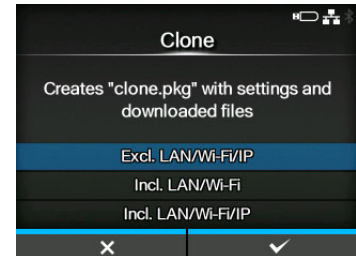 Clone
Creates "clone.pkg" with settings and
downloaded files
Excl. LAN/Wi-Fi/IP
Incl. LAN/Wi-Fi
Incl. LAN/Wi-Fi/IP